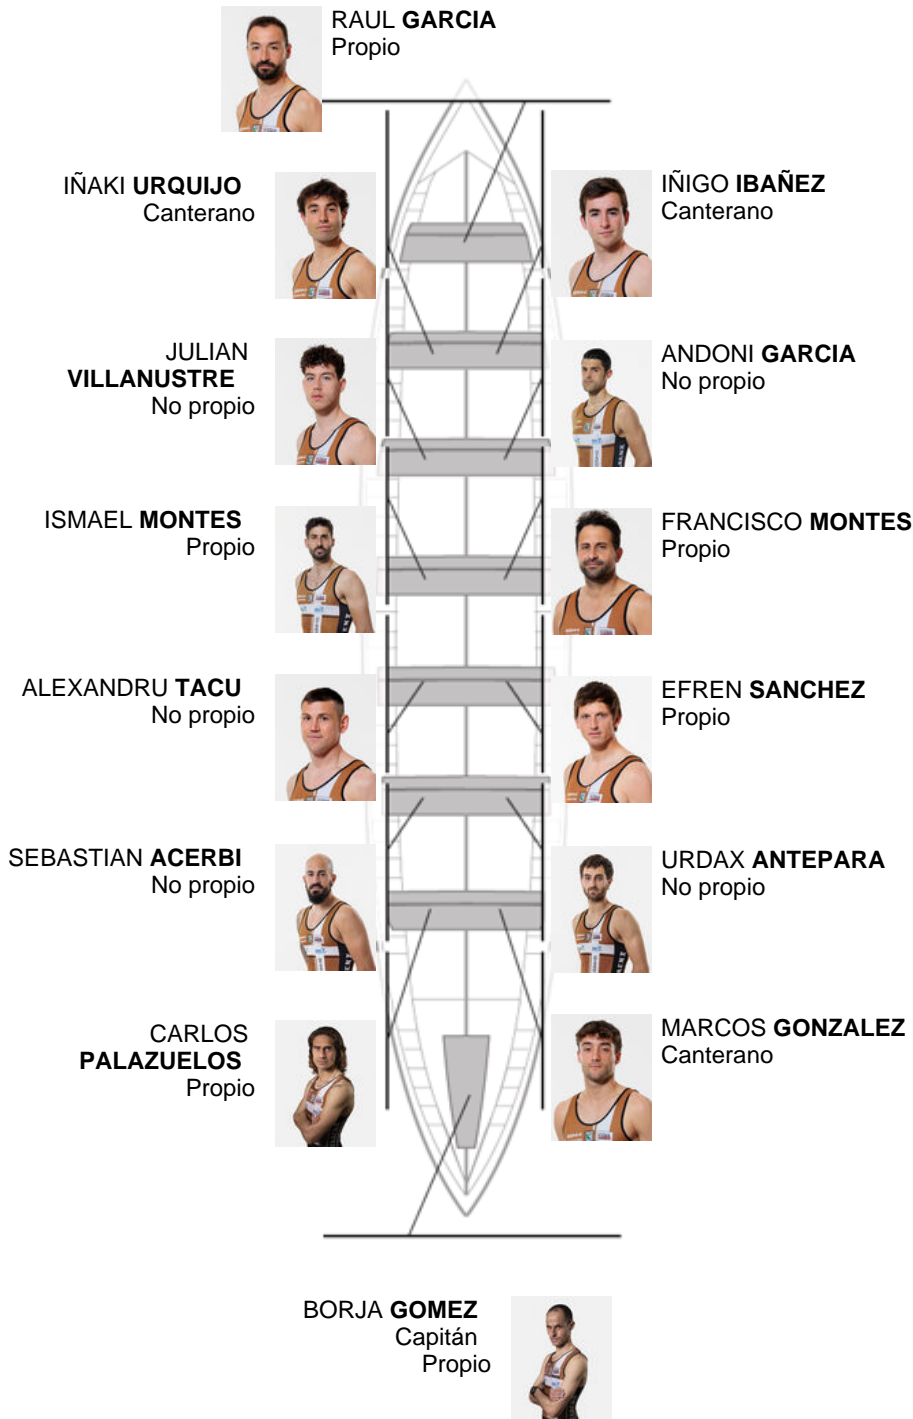 RAUL GARCIA
Propio
IÑAKI URQUIJO
Canterano
IÑIGO IBAÑEZ
Canterano
JULIAN
VILLANUSTRE
No propio
ANDONI GARCIA
No propio
ISMAEL MONTES
Propio
FRANCISCO MONTES
Propio
ALEXANDRU TACU
No propio
EFREN SANCHEZ
Propio
SEBASTIAN ACERBI
No propio
URDAX ANTEPARA
No propio
CARLOS
PALAZUELOS
Propio
MARCOS GONZALEZ
Canterano
BORJA GOMEZ
Capitán
Propio